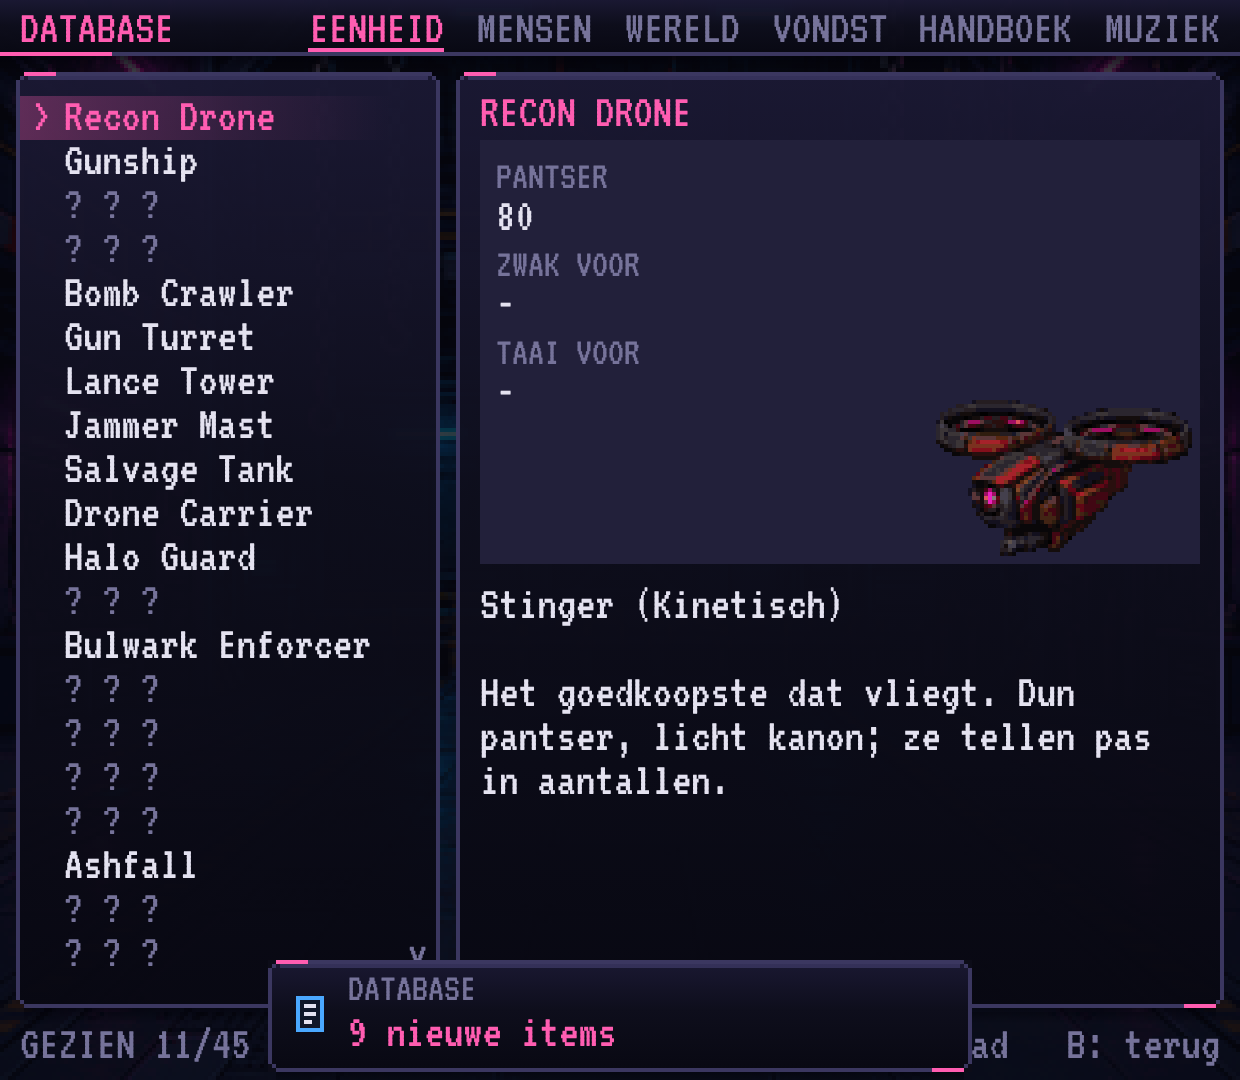 DATABASE EENHEID MENSEN WERELD VONDST HANDBOEK MUZIEK
> Recon Drone
Gunship
? ? ?
? ? ?
Bomb Crawler
Gun Turret
Lance Tower
Jammer Mast
Salvage Tank
Drone Carrier
Halo Guard
? ? ?
Bulwark Enforcer
? ? ?
? ? ?
? ? ?
? ? ?
Ashfall
? ? ?
? ? ?
RECON DRONE
PANTSER
80
ZWAK VOOR
-
TAAI VOOR
-
Stinger (Kinetisch)
Het goedkoopste dat vliegt. Dun
pantser, licht kanon; ze tellen pas
in aantallen.
DATABASE
9 nieuwe items
GEZIEN 11/45
B: terug